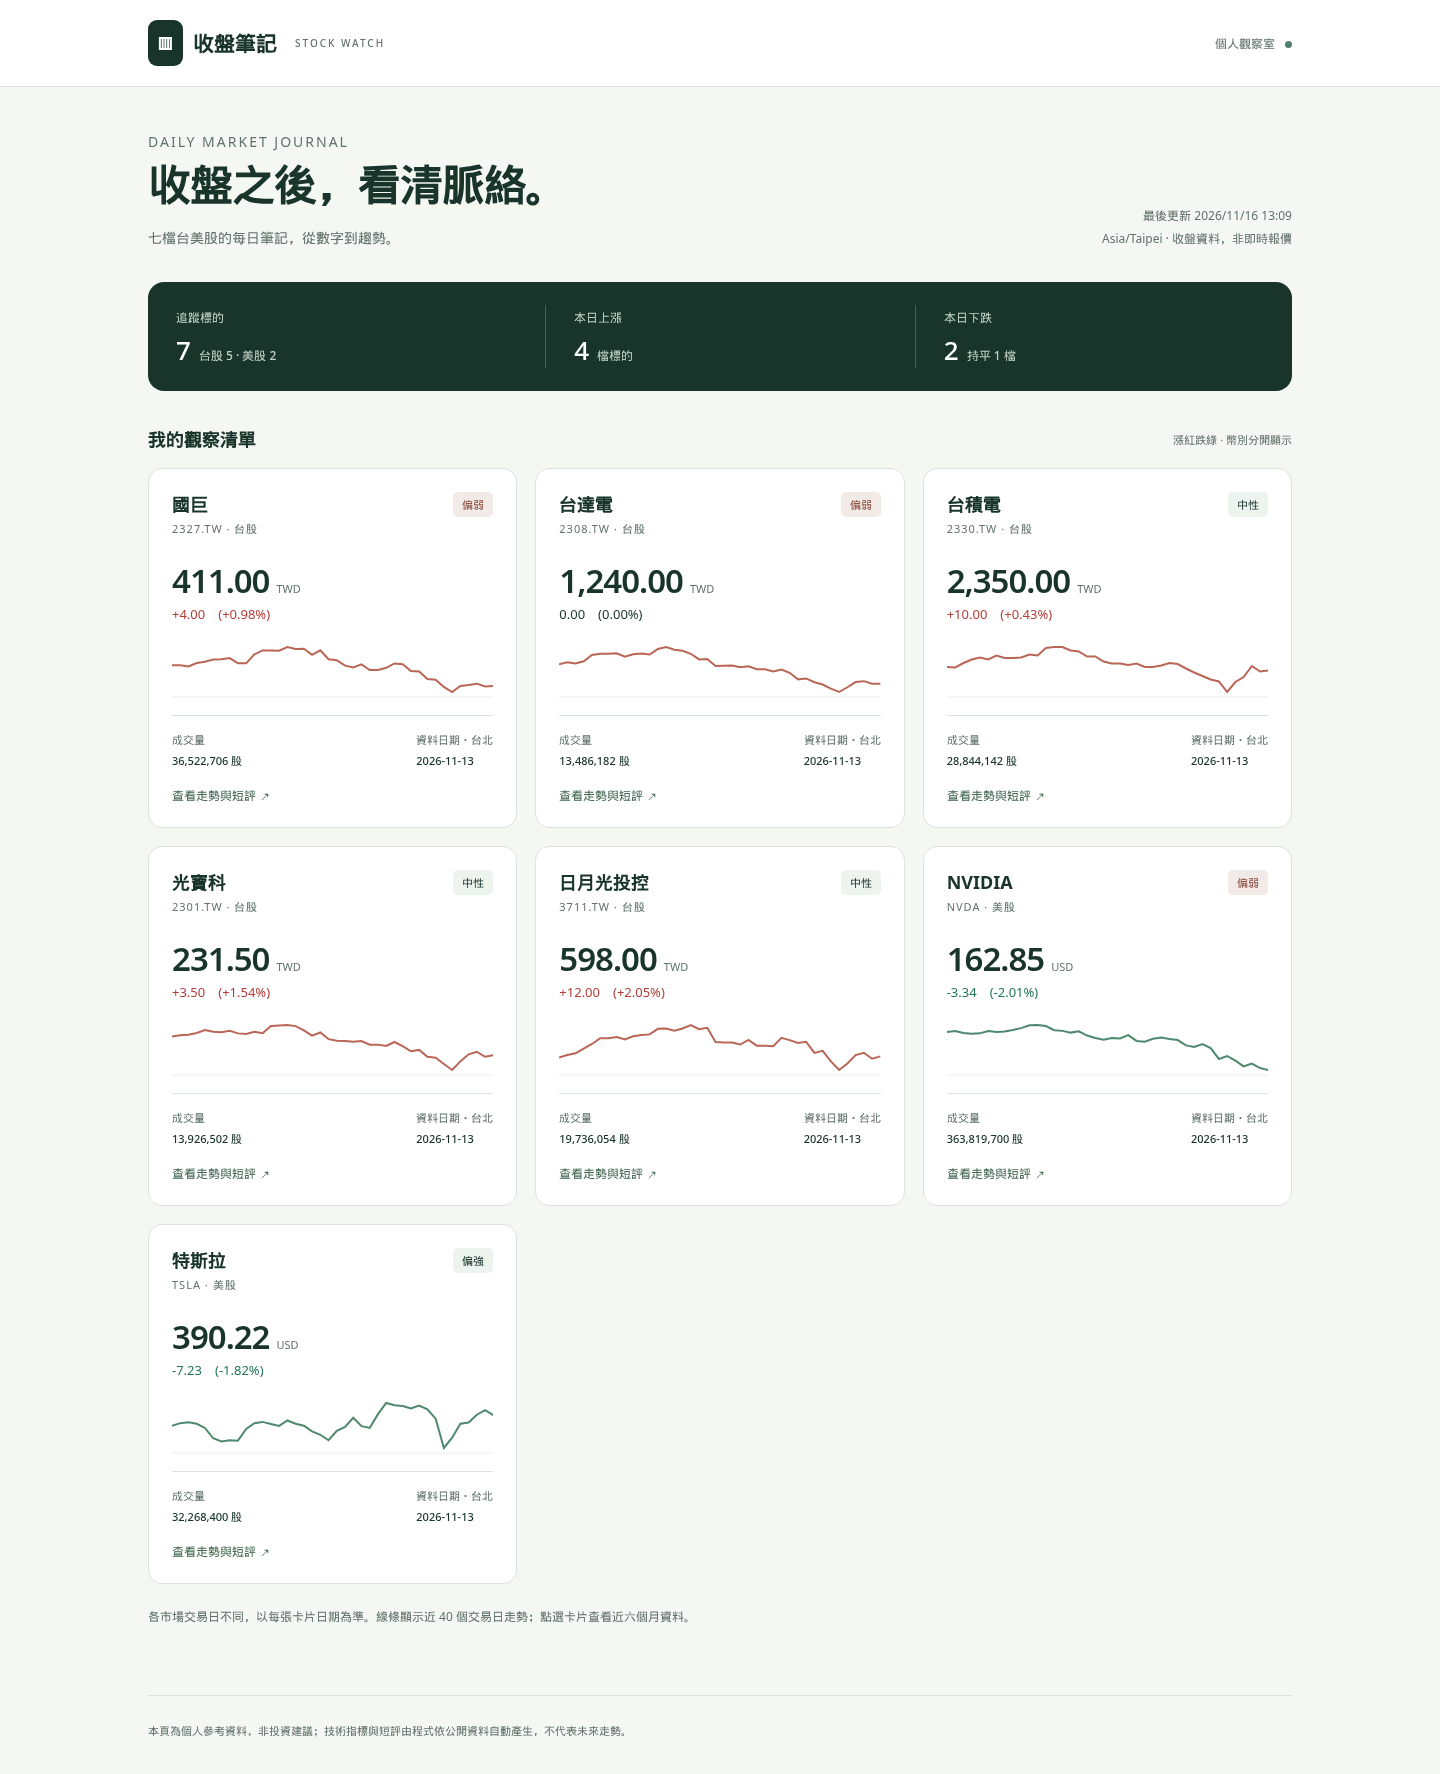 收盤筆記 STOCK WATCH 個人觀察室
DAILY MARKET JOURNAL
收盤之後，看清脈絡。
七檔台美股的每日筆記，從數字到趨勢。
最後更新 2026/11/16 13:09
Asia/Taipei · 收盤資料，非即時報價
追蹤標的
7 台股 5 · 美股 2
本日上漲
4 檔標的
本日下跌
2 持平 1 檔
我的觀察清單
漲紅跌綠 · 幣別分開顯示
國巨 偏弱
2327.TW · 台股
411.00 TWD
+4.00 (+0.98%)
成交量 資料日期・台北
36,522,706 股 2026-11-13
查看走勢與短評 ↗
台達電 偏弱
2308.TW · 台股
1,240.00 TWD
0.00 (0.00%)
成交量 資料日期・台北
13,486,182 股 2026-11-13
查看走勢與短評 ↗
台積電 中性
2330.TW · 台股
2,350.00 TWD
+10.00 (+0.43%)
成交量 資料日期・台北
28,844,142 股 2026-11-13
查看走勢與短評 ↗
光寶科 中性
2301.TW · 台股
231.50 TWD
+3.50 (+1.54%)
成交量 資料日期・台北
13,926,502 股 2026-11-13
查看走勢與短評 ↗
日月光投控 中性
3711.TW · 台股
598.00 TWD
+12.00 (+2.05%)
成交量 資料日期・台北
19,736,054 股 2026-11-13
查看走勢與短評 ↗
NVIDIA 偏弱
NVDA · 美股
162.85 USD
-3.34 (-2.01%)
成交量 資料日期・台北
363,819,700 股 2026-11-13
查看走勢與短評 ↗
特斯拉 偏強
TSLA · 美股
390.22 USD
-7.23 (-1.82%)
成交量 資料日期・台北
32,268,400 股 2026-11-13
查看走勢與短評 ↗
各市場交易日不同，以每張卡片日期為準。線條顯示近 40 個交易日走勢；點選卡片查看近六個月資料。
本頁為個人參考資料，非投資建議；技術指標與短評由程式依公開資料自動產生，不代表未來走勢。